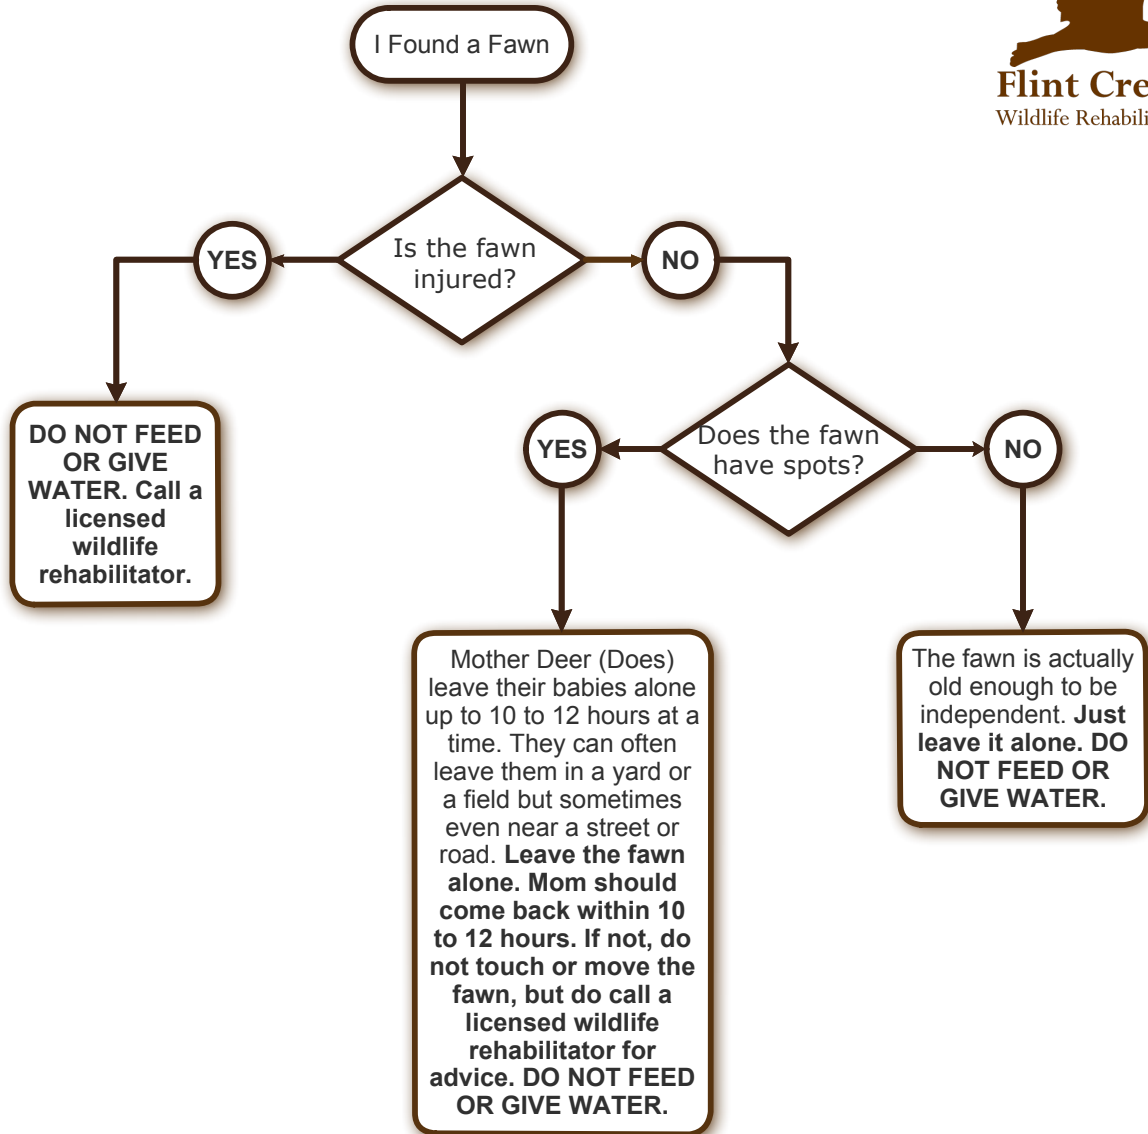 I Found a Fawn
Flint Cre
Wildlife Rehabili
Is the fawn
injured?
YES
NO
DO NOT FEED
OR GIVE
WATER. Call a
licensed
wildlife
rehabilitator.
Does the fawn
have spots?
YES
NO
Mother Deer (Does)
leave their babies alone
up to 10 to 12 hours at a
time. They can often
leave them in a yard or
a field but sometimes
even near a street or
road. Leave the fawn
alone. Mom should
come back within 10
to 12 hours. If not, do
not touch or move the
fawn, but do call a
licensed wildlife
rehabilitator for
advice. DO NOT FEED
OR GIVE WATER.
The fawn is actually
old enough to be
independent. Just
leave it alone. DO
NOT FEED OR
GIVE WATER.